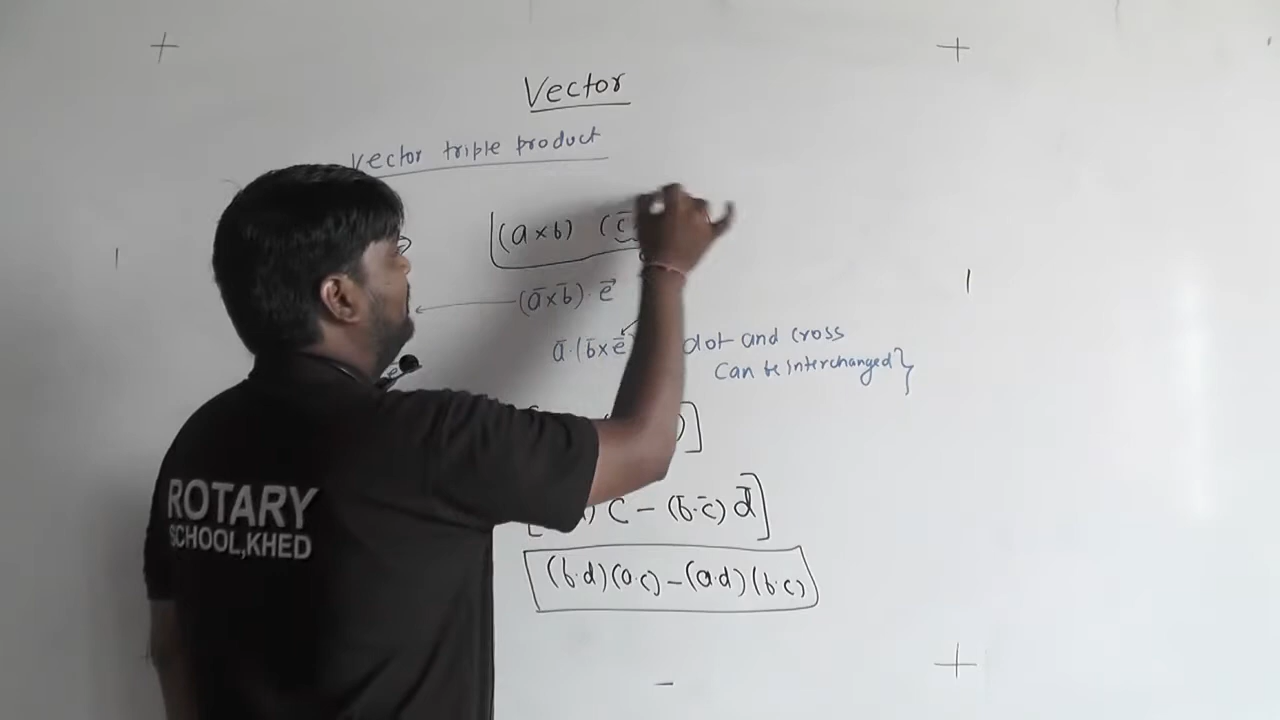 Vector
Vector triple product
(a × b) (c̄
(ā × b̄) · e⃗
ā · (b̄ × ē dot and cross
can be interchanged}
)]
) c – (b̄ · c̄) d̄]
(b · d) (a · c) – (a · d) (b · c)
ROTARY
SCHOOL, KHED